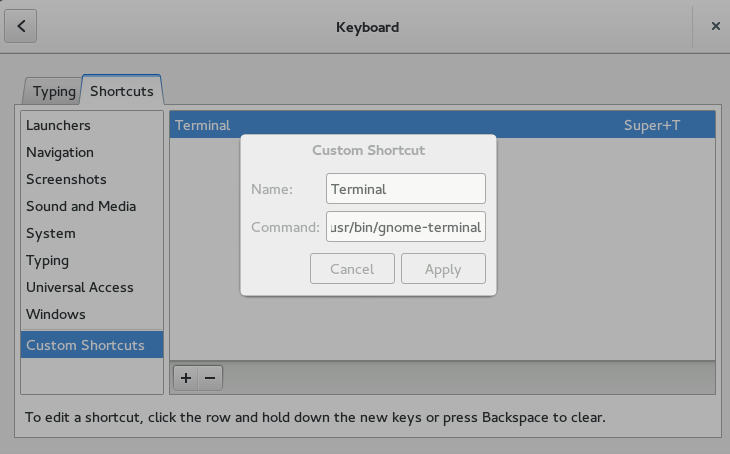 Keyboard
Typing
Shortcuts
Launchers
Navigation
Screenshots
Sound and Media
System
Typing
Universal Access
Windows
Custom Shortcuts
Terminal Super+T
Custom Shortcut
Name: Terminal
Command: usr/bin/gnome-terminal
Cancel
Apply
To edit a shortcut, click the row and hold down the new keys or press Backspace to clear.